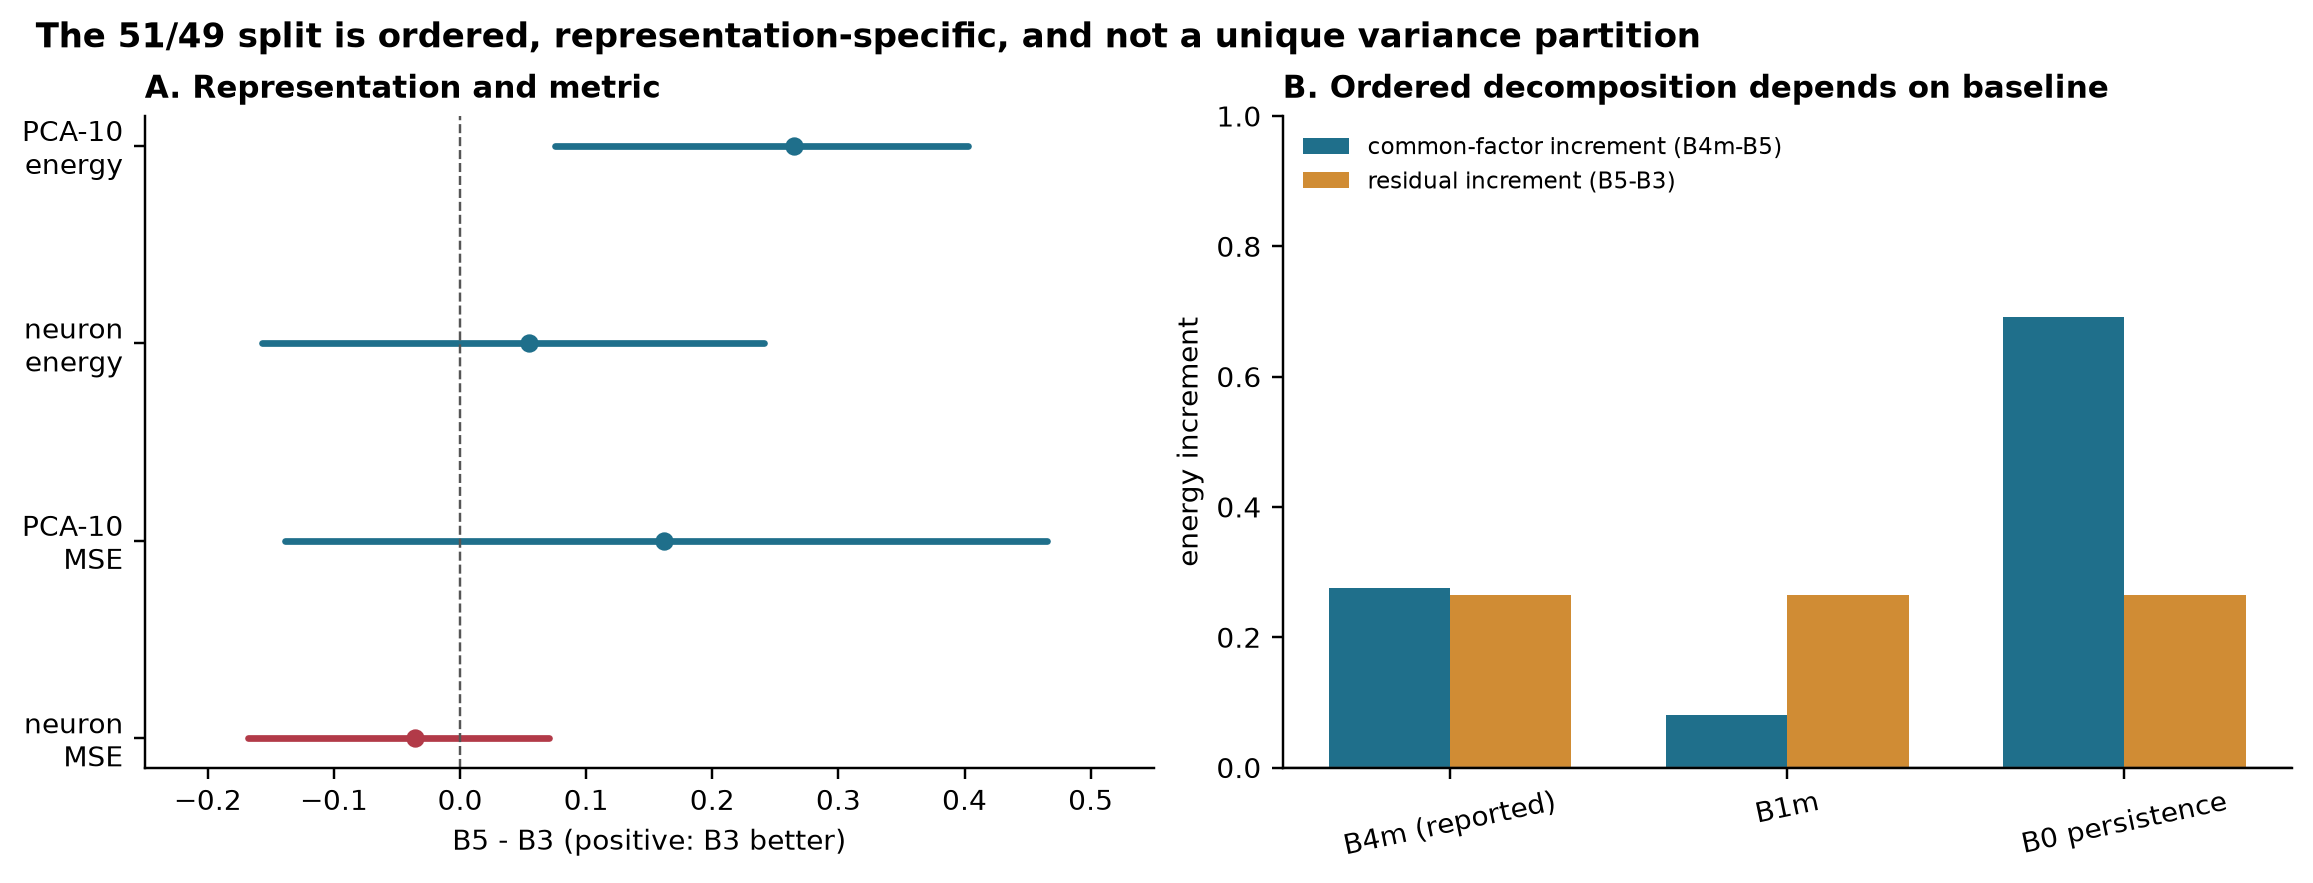 The 51/49 split is ordered, representation-specific, and not a unique variance partition
A. Representation and metric
PCA-10
energy
neuron
energy
PCA-10
MSE
neuron
MSE
−0.2
−0.1
0.0
0.1
0.2
0.3
0.4
0.5
B5 - B3 (positive: B3 better)
B. Ordered decomposition depends on baseline
1.0
0.8
0.6
0.4
0.2
0.0
energy increment
common-factor increment (B4m-B5)
residual increment (B5-B3)
B4m (reported)
B1m
B0 persistence